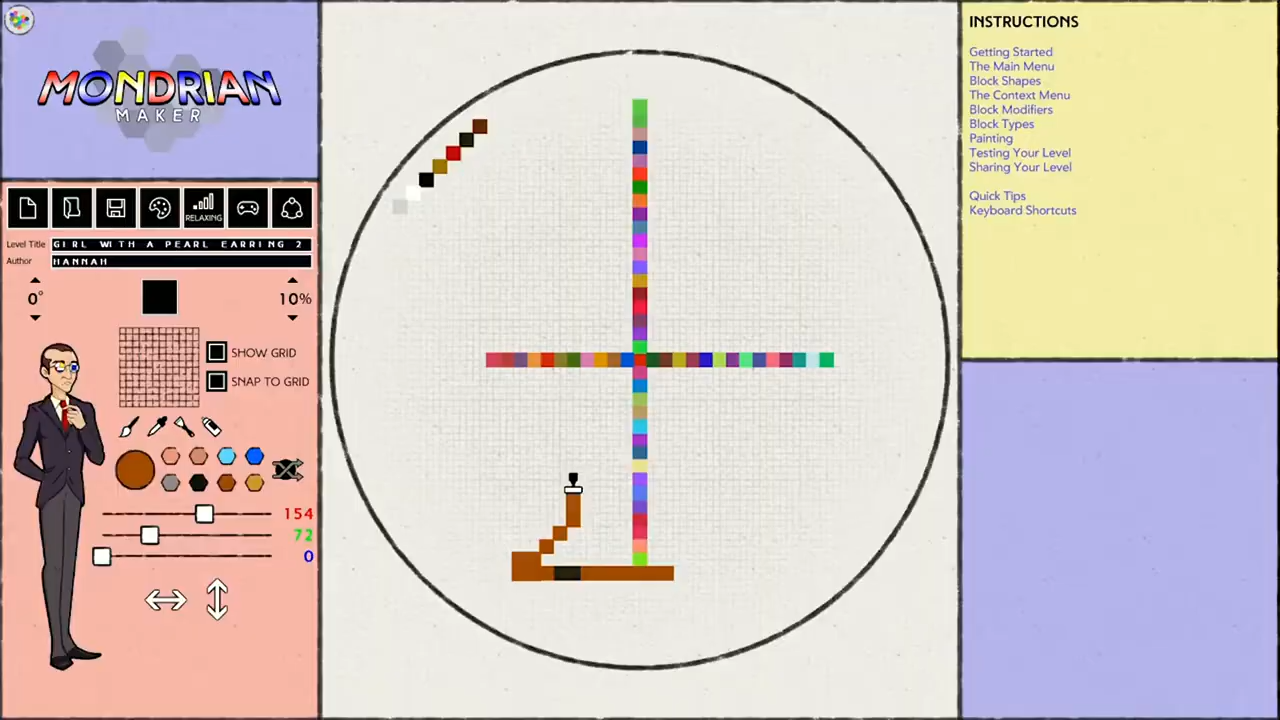 MONDRIAN
MAKER
RELAXING
Level Title GIRL WITH A PEARL EARRING 2
Author HANNAH
0° 10%
SHOW GRID
SNAP TO GRID
154
72
0
INSTRUCTIONS
Getting Started
The Main Menu
Block Shapes
The Context Menu
Block Modifiers
Block Types
Painting
Testing Your Level
Sharing Your Level
Quick Tips
Keyboard Shortcuts